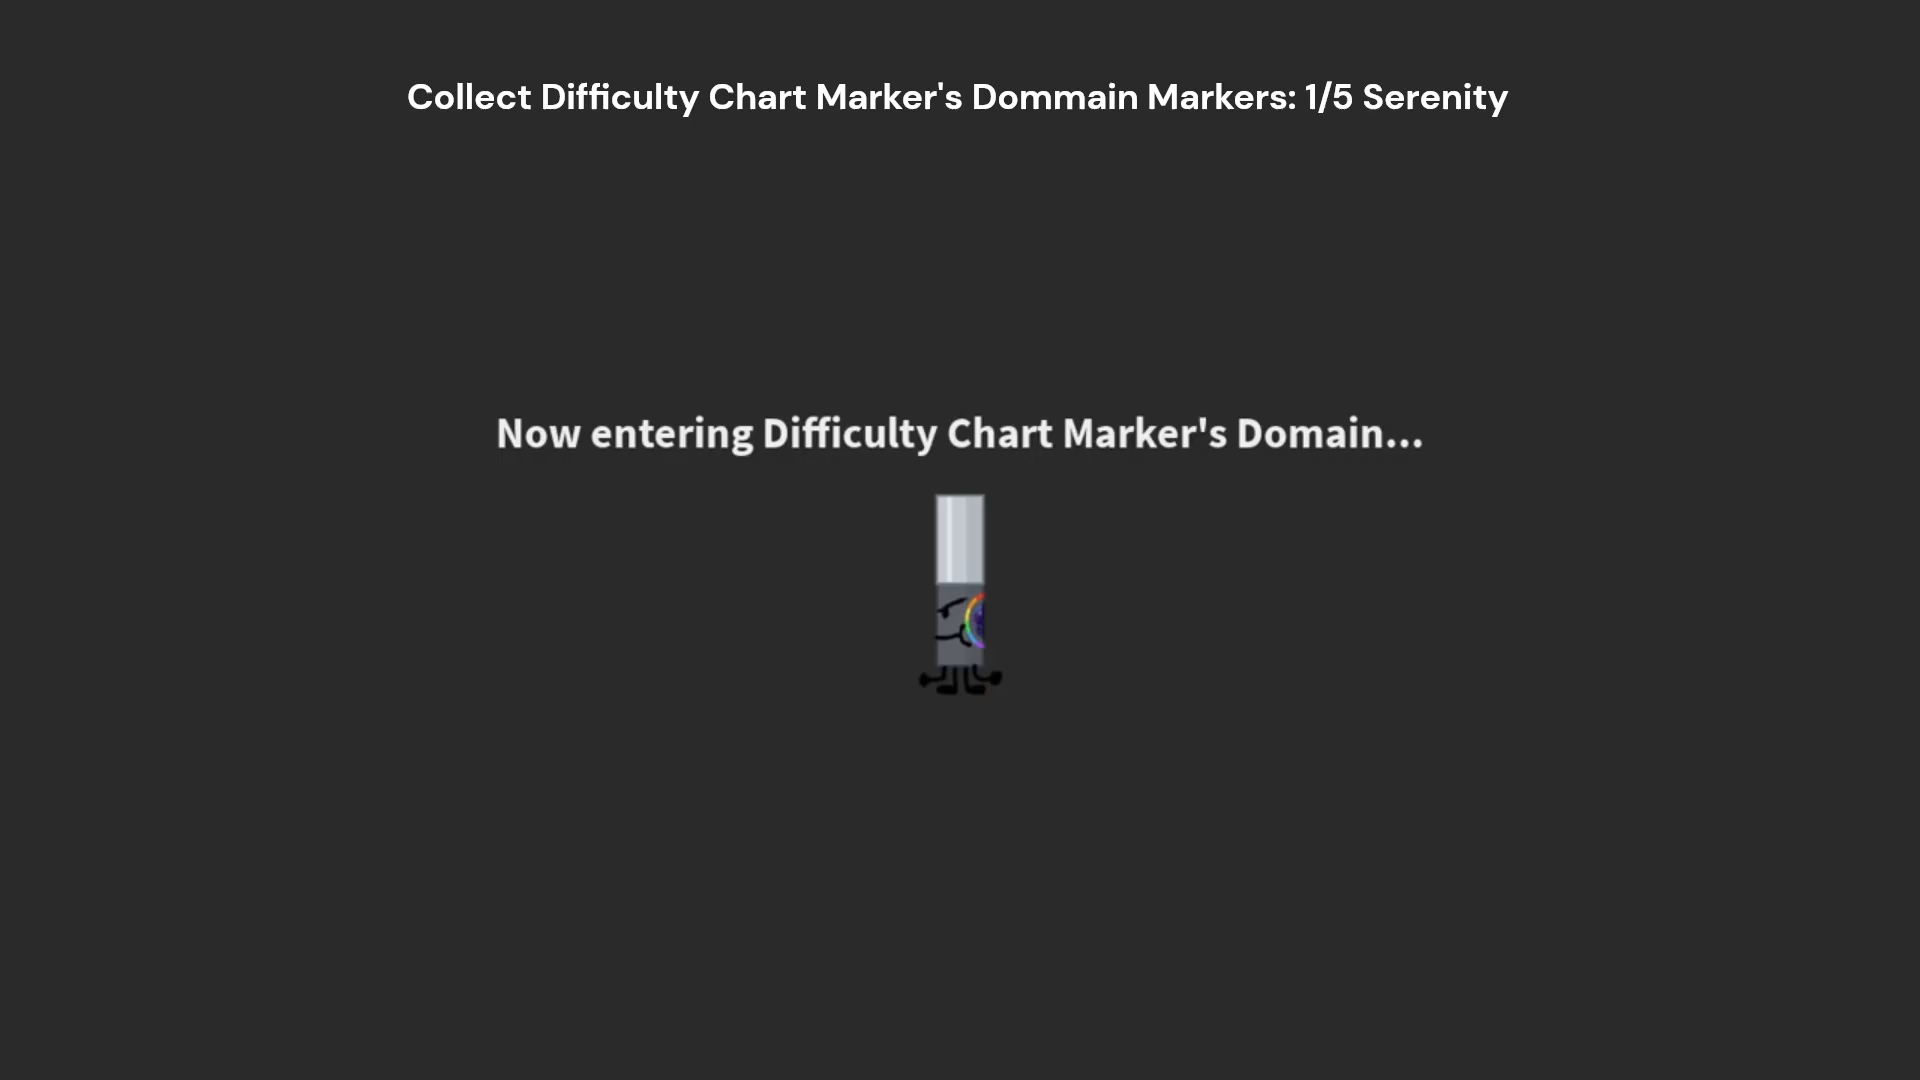 Collect Difficulty Chart Marker's Dommain Markers: 1/5 Serenity
Now entering Difficulty Chart Marker's Domain...